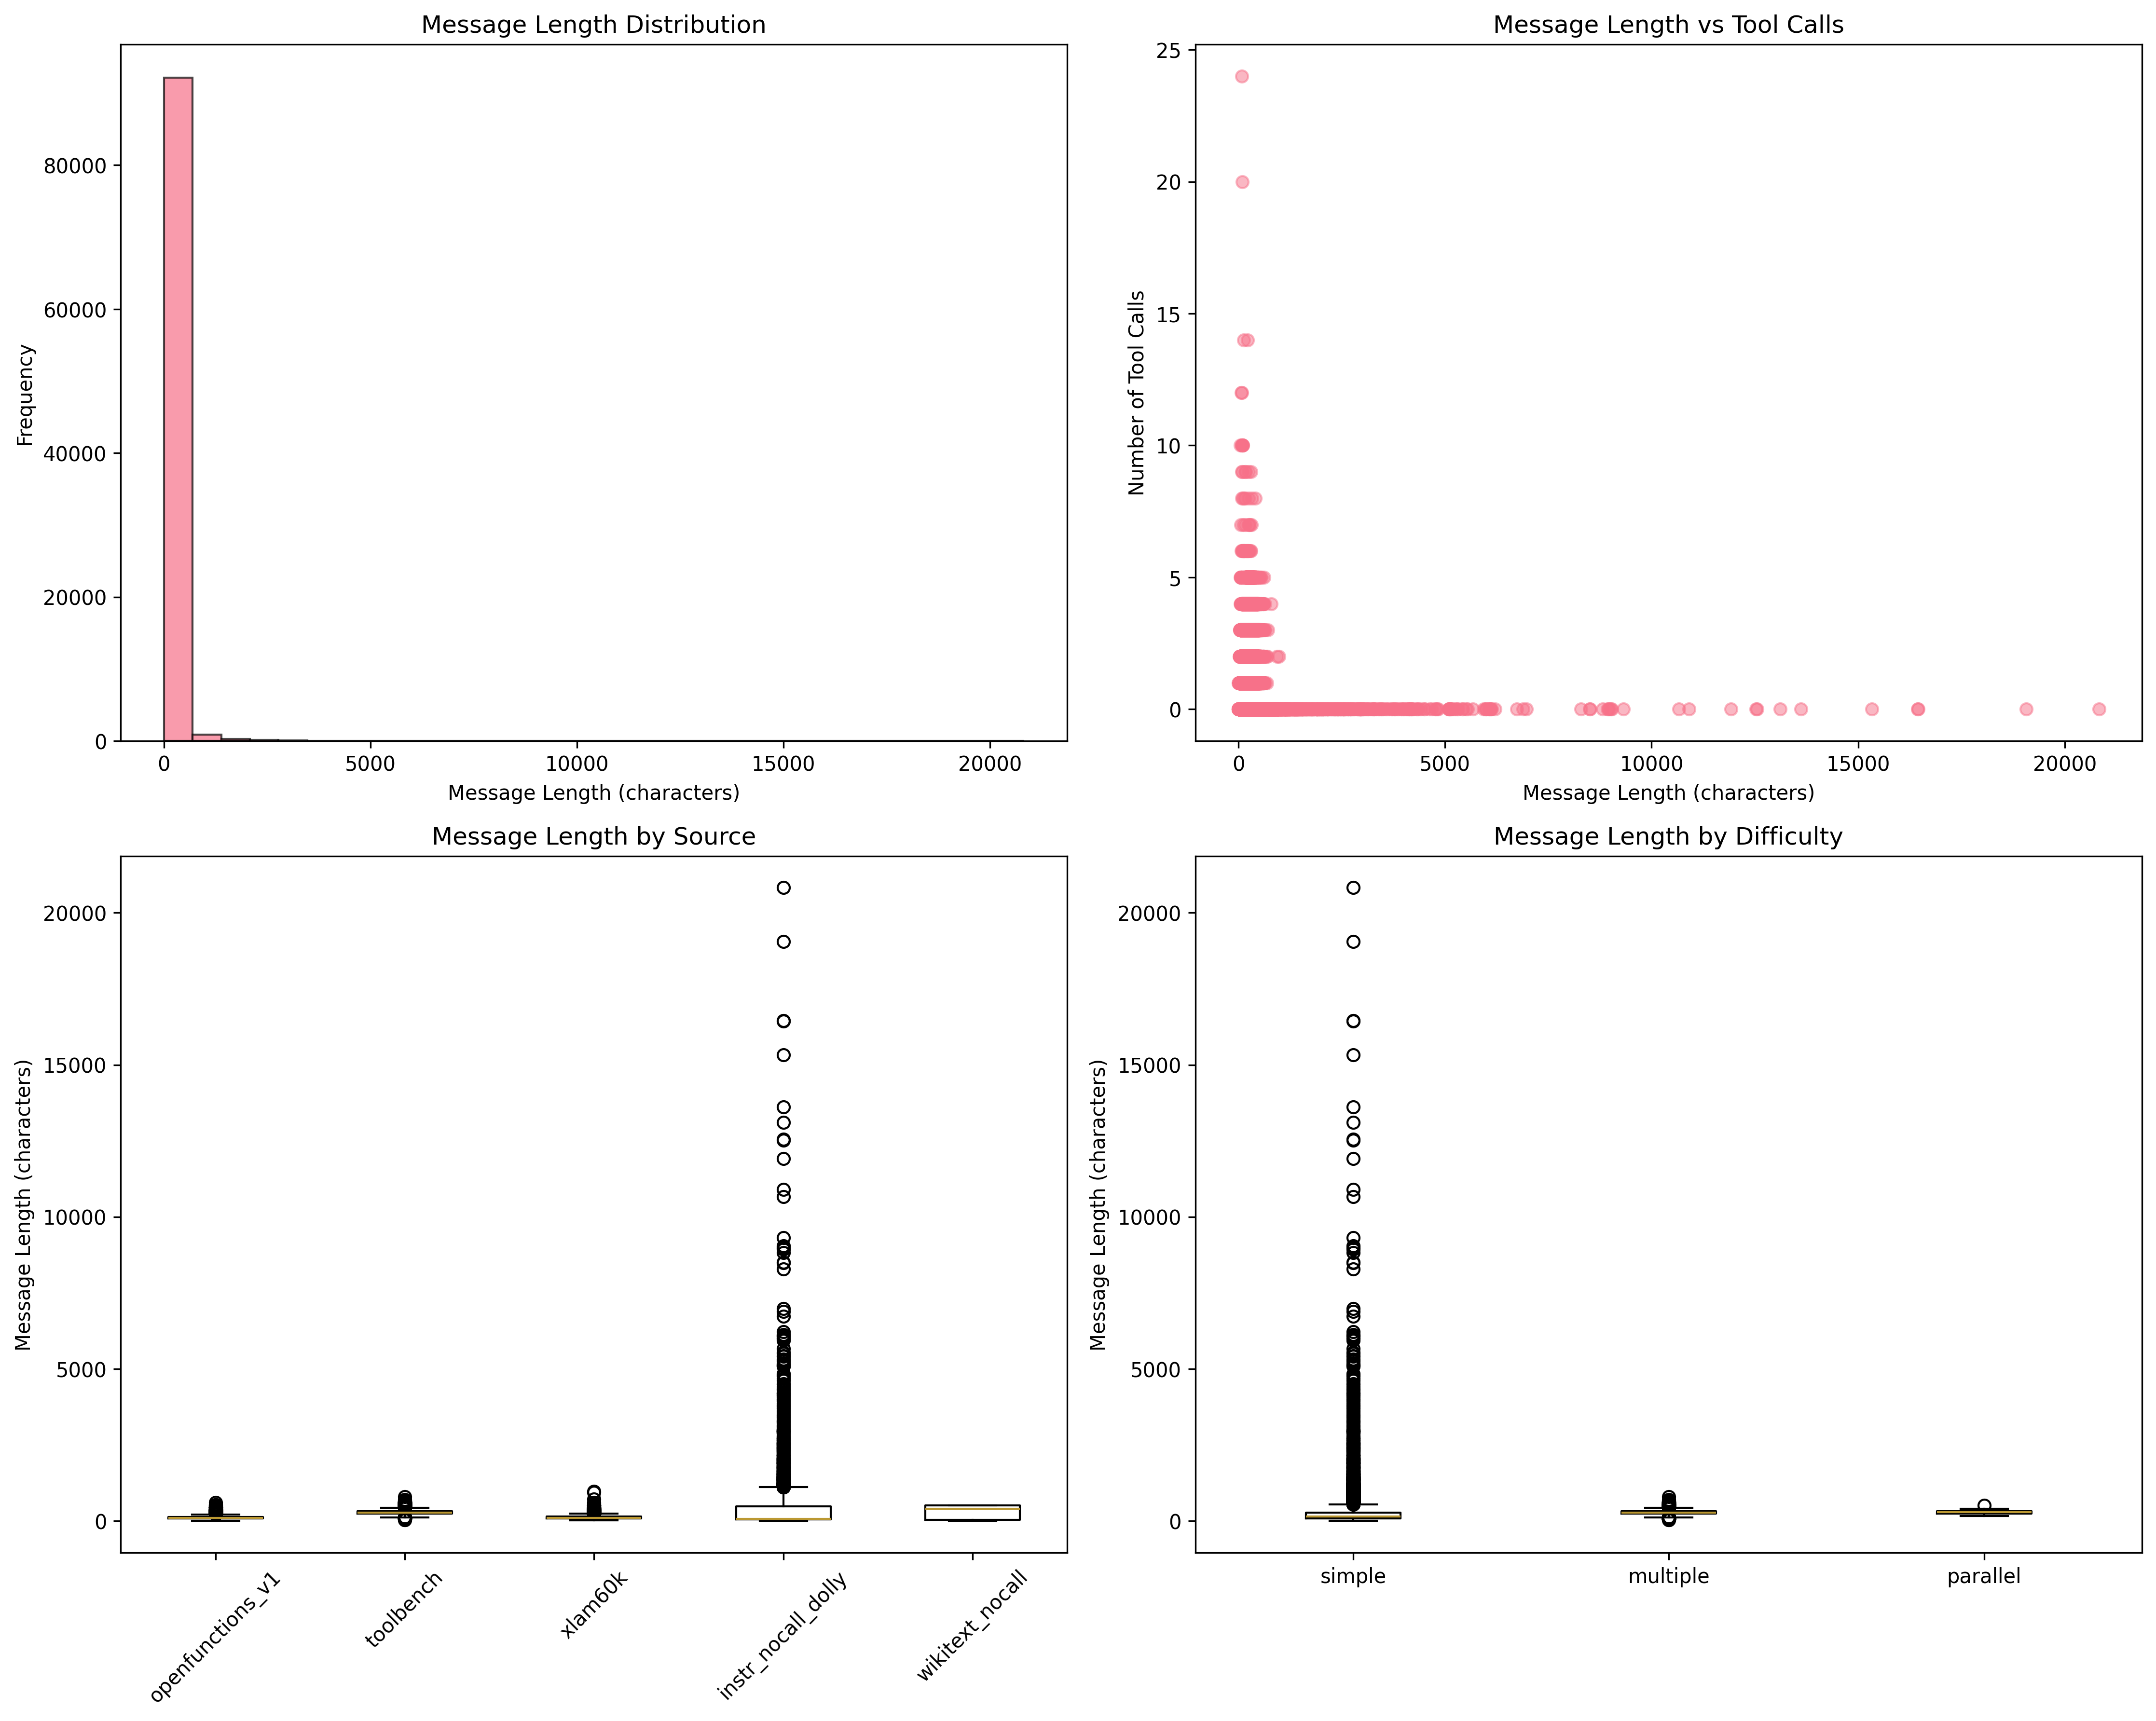 Message Length Distribution
Frequency
80000
60000
40000
20000
0
0 5000 10000 15000 20000
Message Length (characters)
Message Length vs Tool Calls
Number of Tool Calls
25
20
15
10
5
0
0 5000 10000 15000 20000
Message Length (characters)
Message Length by Source
Message Length (characters)
20000
15000
10000
5000
0
openfunctions_v1
toolbench
xlam60k
instr_nocall_dolly
wikitext_nocall
Message Length by Difficulty
Message Length (characters)
20000
15000
10000
5000
0
simple multiple parallel